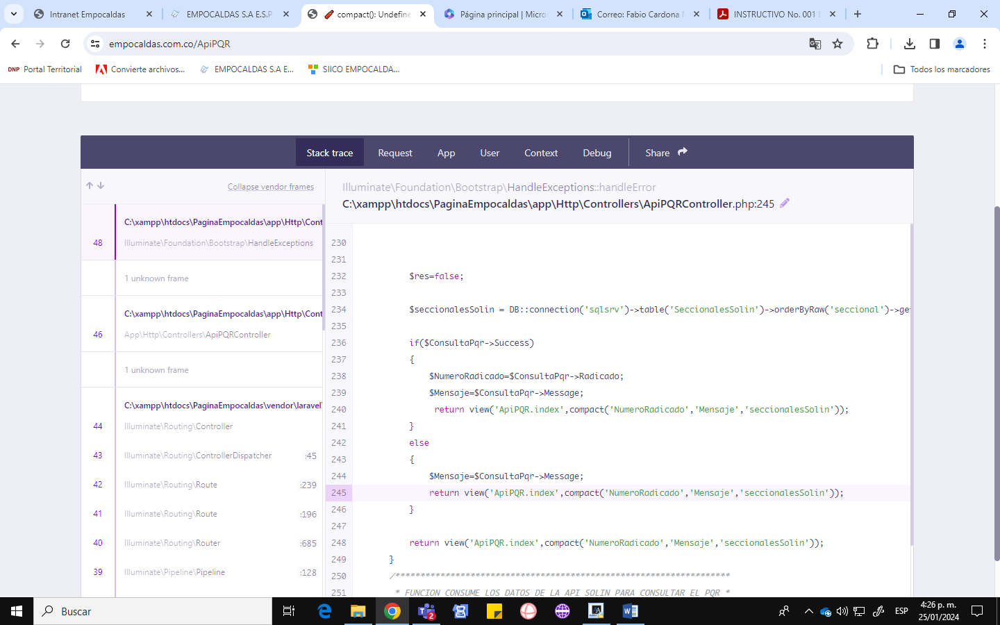 Intranet Empocaldas
EMPOCALDAS S.A E.S.P
compact(): Undefine
Página principal | Micros
Correo: Fabio Cardona M
INSTRUCTIVO No. 001 D
empocaldas.com.co/ApiPQR
DNP Portal Territorial
Convierte archivos...
EMPOCALDAS S.A E...
SIICO EMPOCALDA...
Todos los marcadores
Stack trace
Request
App
User
Context
Debug
Share
Collapse vendor frames
C:\xampp\htdocs\PaginaEmpocaldas\app\Http\Cont
48 Illuminate\Foundation\Bootstrap\HandleExceptions
1 unknown frame
C:\xampp\htdocs\PaginaEmpocaldas\app\Http\Cont
46 App\Http\Controllers\ApiPQRController
1 unknown frame
C:\xampp\htdocs\PaginaEmpocaldas\vendor\laravel\
44 Illuminate\Routing\Controller
43 Illuminate\Routing\ControllerDispatcher :45
42 Illuminate\Routing\Route :239
41 Illuminate\Routing\Route :196
40 Illuminate\Routing\Router :685
39 Illuminate\Pipeline\Pipeline :128
Illuminate\Foundation\Bootstrap\HandleExceptions::handleError
C:\xampp\htdocs\PaginaEmpocaldas\app\Http\Controllers\ApiPQRController.php:245
230
231
232 $res=false;
233
234 $seccionalesSolin = DB::connection('sqlsrv')->table('SeccionalesSolin')->orderByRaw('seccional')->get
235
236 if($ConsultaPqr->Success)
237 {
238 $NumeroRadicado=$ConsultaPqr->Radicado;
239 $Mensaje=$ConsultaPqr->Message;
240 return view('ApiPQR.index',compact('NumeroRadicado','Mensaje','seccionalesSolin'));
241 }
242 else
243 {
244 $Mensaje=$ConsultaPqr->Message;
245 return view('ApiPQR.index',compact('NumeroRadicado','Mensaje','seccionalesSolin'));
246 }
247
248 return view('ApiPQR.index',compact('NumeroRadicado','Mensaje','seccionalesSolin'));
249 }
250 /*******************************************************************
251 * FUNCION CONSUME LOS DATOS DE LA API SOLIN PARA CONSULTAR EL PQR *
Buscar
2
ESP
4:26 p. m.
25/01/2024